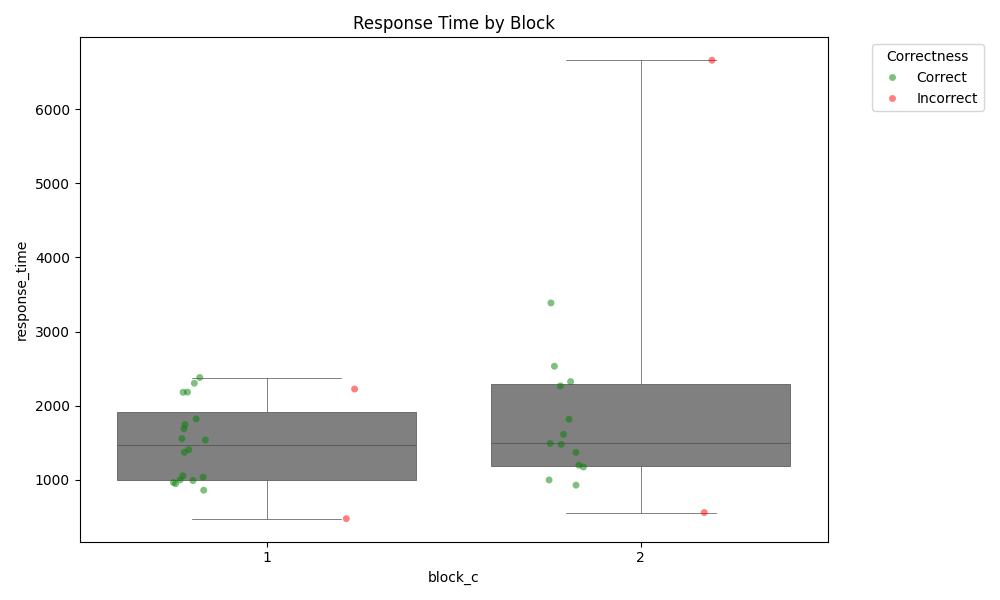 Response Time by Block
Correctness
Correct
Incorrect
response_time
6000
5000
4000
3000
2000
1000
1
2
block_c